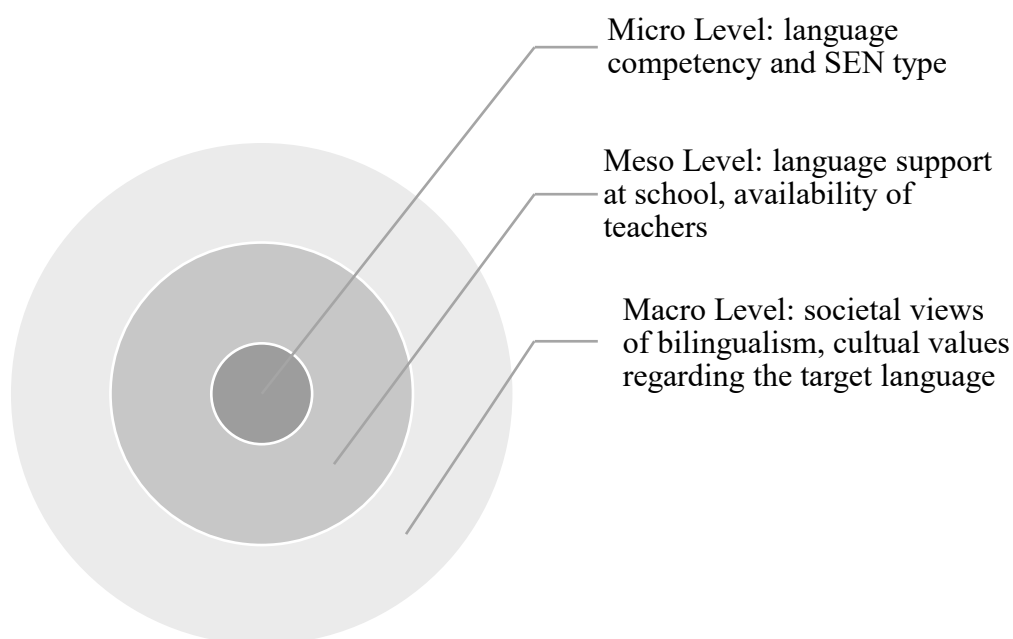 Micro Level: language
competency and SEN type
Meso Level: language support
at school, availability of
teachers
Macro Level: societal views
of bilingualism, cultual values
regarding the target language